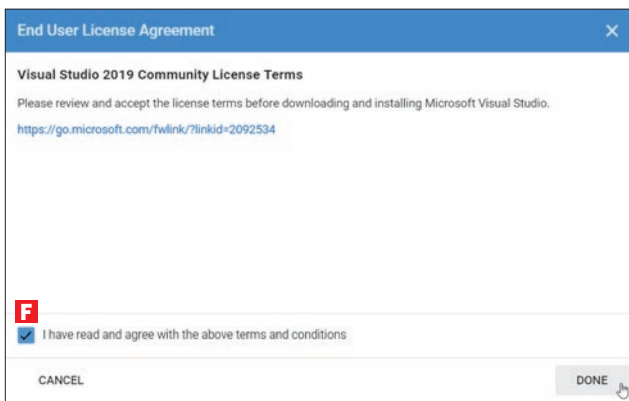 End User License Agreement
Visual Studio 2019 Community License Terms
Please review and accept the license terms before downloading and installing Microsoft Visual Studio.
https://go.microsoft.com/fwlink/?linkid=2092534
F
I have read and agree with the above terms and conditions
CANCEL DONE